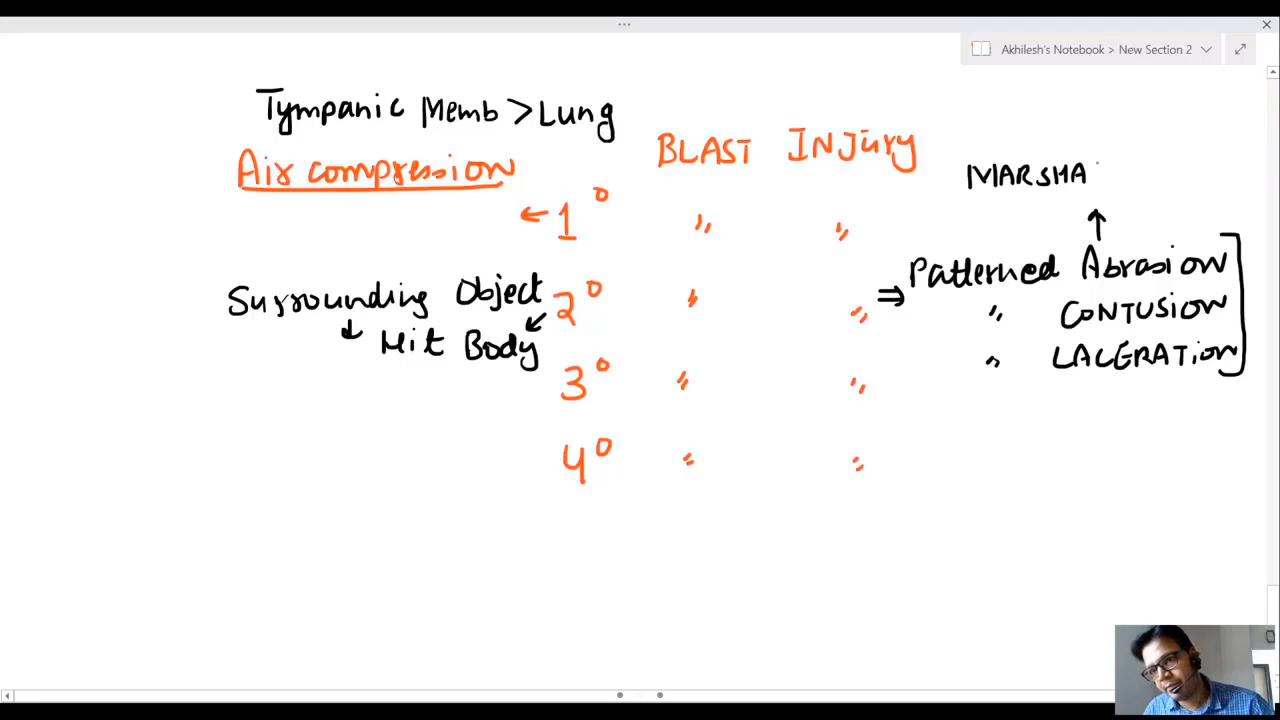 Akhilesh's Notebook > New Section 2
Tympanic Memb > Lung
BLAST INJury
Air compression
MARSHA
← 1° " "
Patterned Abrasion
Surrounding Object
2° " " ⇒
" CONTUSION
↓ Hit Body
" LACERATION
3° " "
4° " "